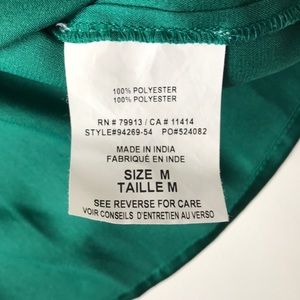 100% POLYESTER
100% POLYESTER
RN # 79913 / CA # 11414
STYLE#94269-54 PO#524082
MADE IN INDIA
FABRIQUÉ EN INDE
SIZE M
TAILLE M
SEE REVERSE FOR CARE
VOIR CONSEILS D'ENTRETIEN AU VERSO